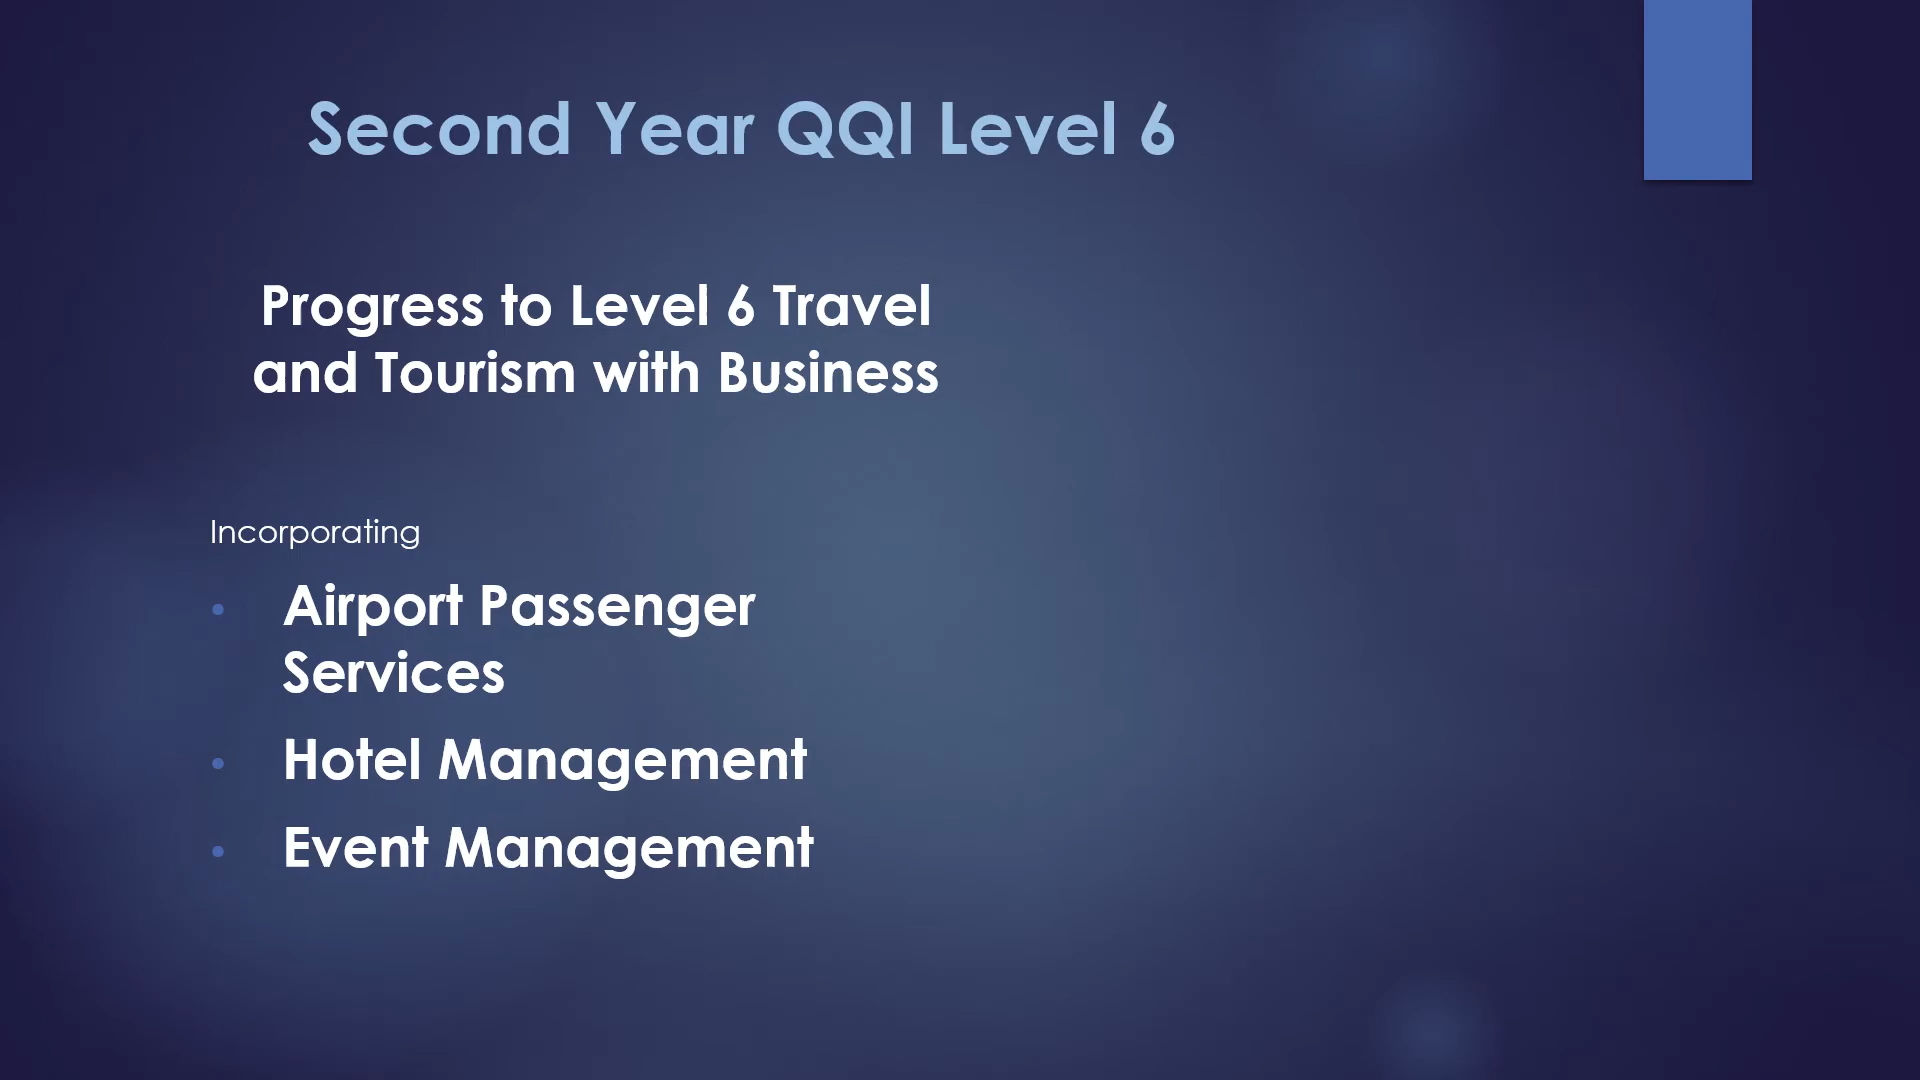 Second Year QQI Level 6
Progress to Level 6 Travel
and Tourism with Business
Incorporating
• Airport Passenger
Services
• Hotel Management
• Event Management